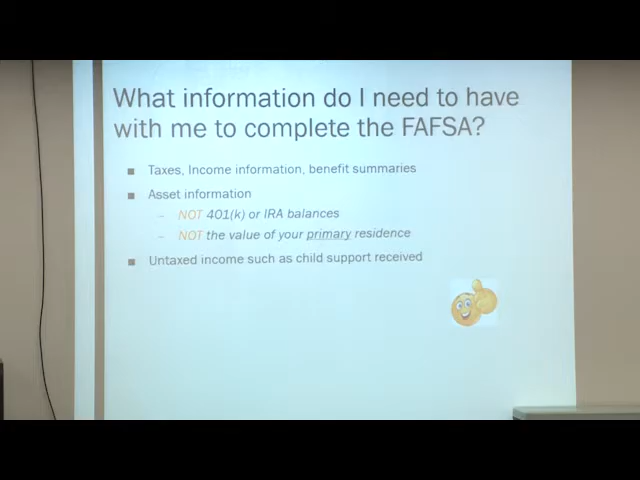 What information do I need to have
with me to complete the FAFSA?
Taxes, Income information, benefit summaries
Asset information
– NOT 401(k) or IRA balances
– NOT the value of your primary residence
Untaxed income such as child support received